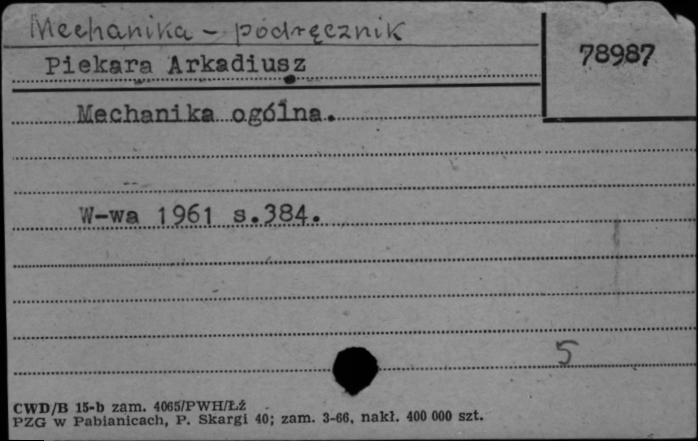 Mechanika - podręcznik
78987
Piekara Arkadiusz
Mechanika ogólna.
W-wa 1961 s.384.
5
CWD/B 15-b zam. 4065/PWH/Łź
PZG w Pabianicach, P. Skargi 40; zam. 3-66, nakł. 400 000 szt.